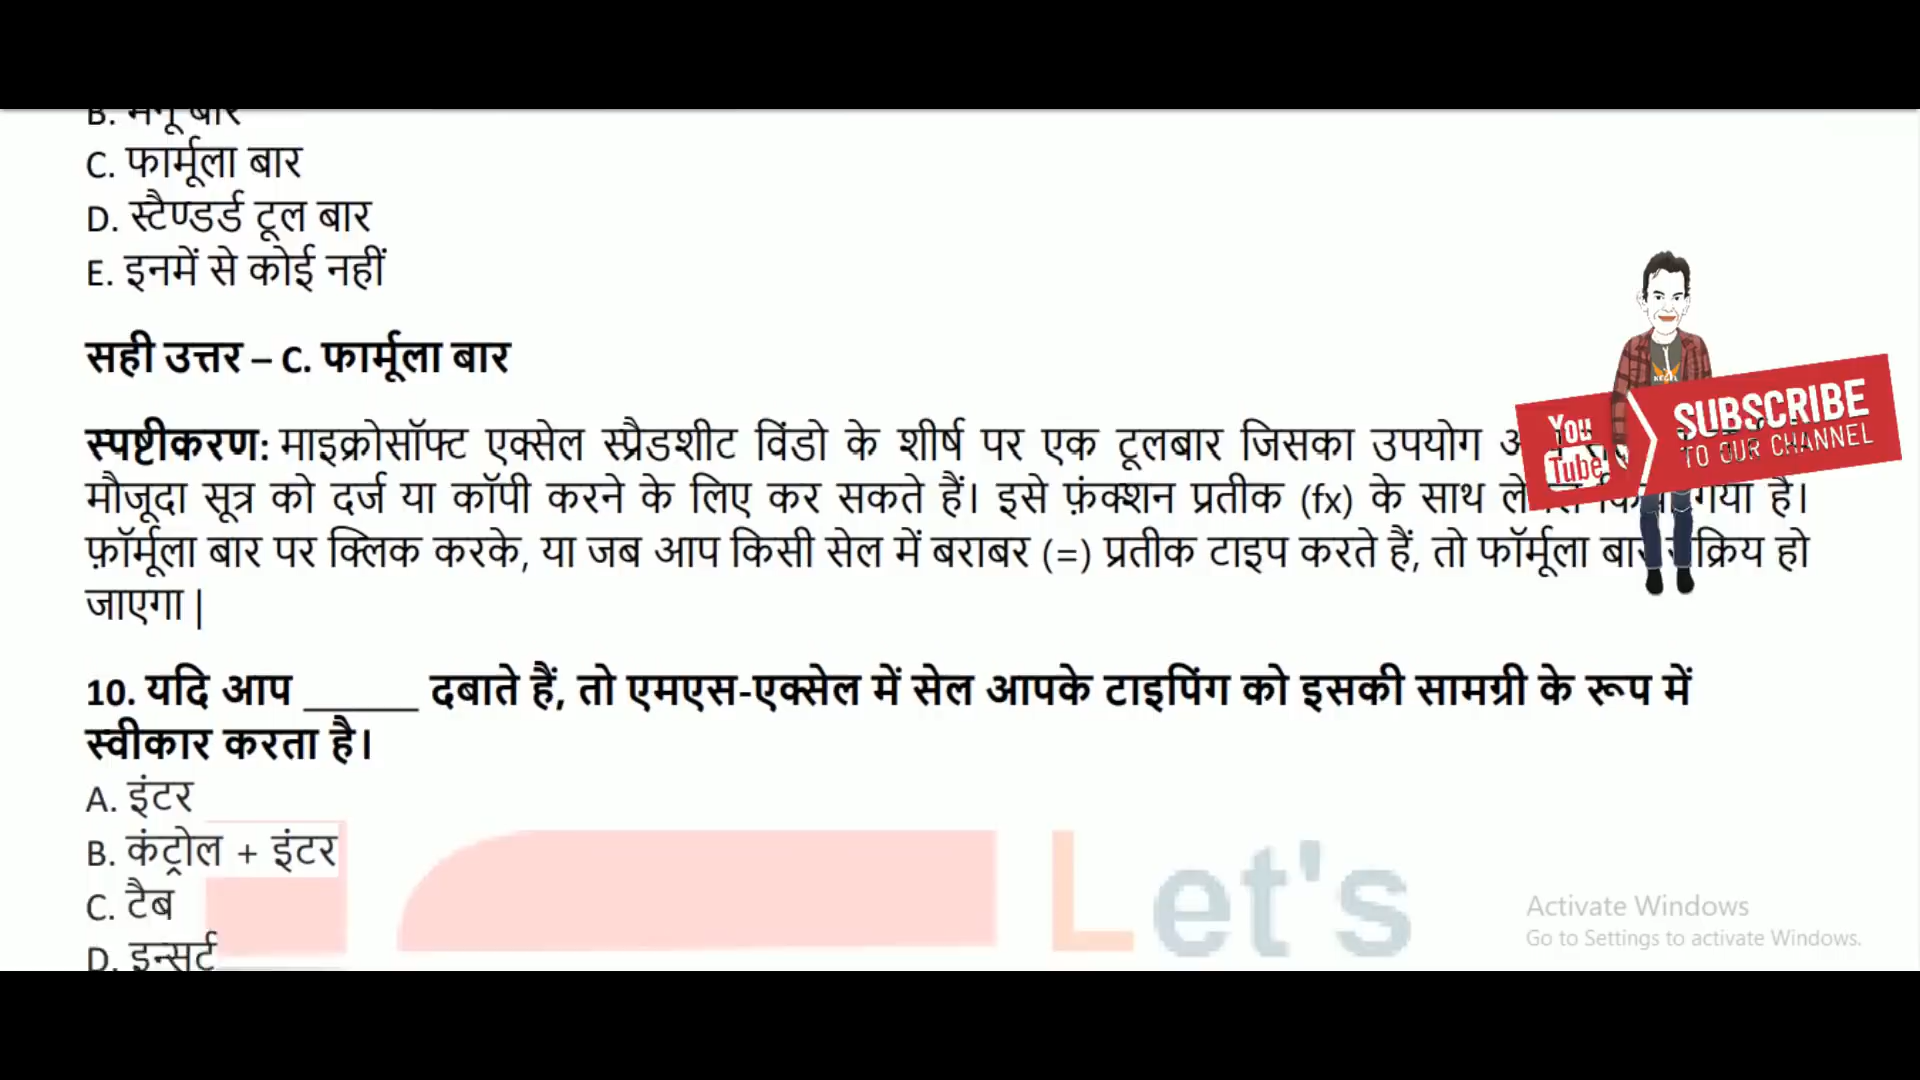 B. मेनू बार
C. फार्मूला बार
D. स्टैण्डर्ड टूल बार
E. इनमें से कोई नहीं
सही उत्तर – C. फार्मूला बार
स्पष्टीकरण: माइक्रोसॉफ्ट एक्सेल स्प्रैडशीट विंडो के शीर्ष पर एक टूलबार जिसका उपयोग
मौजूदा सूत्र को दर्ज या कॉपी करने के लिए कर सकते हैं। इसे फ़ंक्शन प्रतीक (fx) के साथ गया है।
फ़ॉर्मूला बार पर क्लिक करके, या जब आप किसी सेल में बराबर (=) प्रतीक टाइप करते हैं, तो फॉर्मूला बार सक्रिय हो
जाएगा |
You Tube SUBSCRIBE
TO OUR CHANNEL
10. यदि आप ______ दबाते हैं, तो एमएस-एक्सेल में सेल आपके टाइपिंग को इसकी सामग्री के रूप में
स्वीकार करता है।
A. इंटर
B. कंट्रोल + इंटर
C. टैब
D. इन्सर्ट
Let's
Activate Windows
Go to Settings to activate Windows.